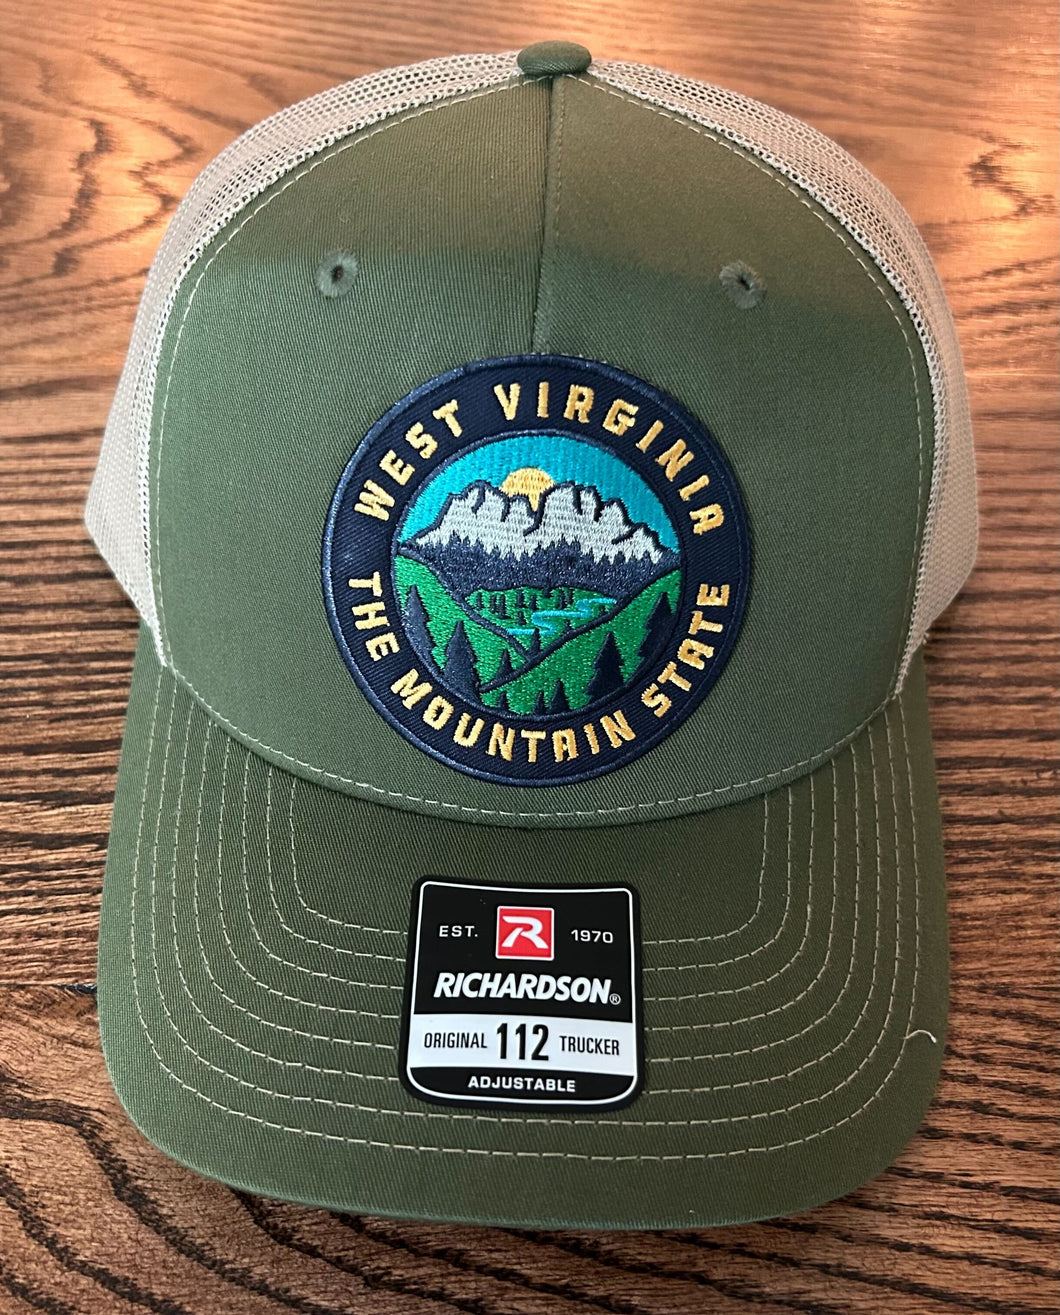 WEST VIRGINIA
THE MOUNTAIN STATE
EST. R 1970
RICHARDSON®
ORIGINAL 112 TRUCKER
ADJUSTABLE